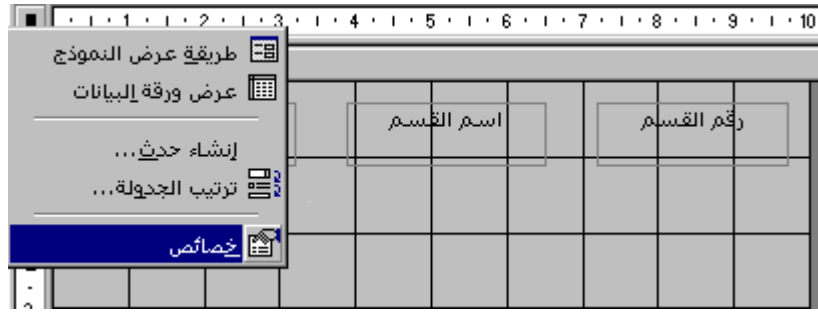 1 2 3 4 5 6 7 8 9 10
طريقة عرض النموذج
عرض ورقة البيانات
إنشاء حدث...
ترتيب الجدولة...
خصائص
رقم القسم
اسم القسم